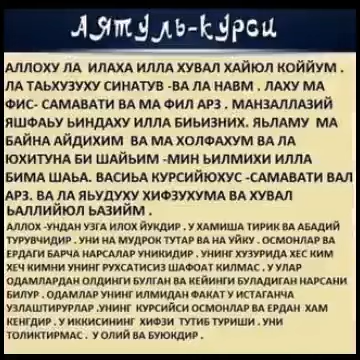 Аятуль-курси
АЛЛОХУ ЛА ИЛАХА ИЛЛА ХУВАЛ ХАЙЮЛ КОЙЙУМ .
ЛА ТАЬХУЗУХУ СИНАТУВ -ВА ЛА НАВМ . ЛАХУ МА
ФИС- САМАВАТИ ВА МА ФИЛ АРЗ . МАНЗАЛЛАЗИЙ
ЯШФАЬУ ЬИНДАХУ ИЛЛА БИЬИЗНИХ. ЯЬЛАМУ МА
БАЙНА АЙДИХИМ ВА МА ХОЛФАХУМ ВА ЛА
ЮХИТУНА БИ ШАЙЬИМ -МИН ЬИЛМИХИ ИЛЛА
БИМА ШАЬА. ВАСИЬА КУРСИЙЮХУС -САМАВАТИ ВАЛ
АРЗ. ВА ЛА ЯЬУДУХУ ХИФЗУХУМА ВА ХУВАЛ
ЬАЛЛИЙЮЛ ЬАЗИЙМ .
АЛЛОХ -УНДАН УЗГА ИЛОХ ЙУКДИР . У ХАМИША ТИРИК ВА АБАДИЙ
ТУРУВЧИДИР . УНИ НА МУДРОК ТУТАР ВА НА УЙКУ . ОСМОНЛАР ВА
ЕРДАГИ БАРЧА НАРСАЛАР УНИКИДИР . УНИНГ ХУЗУРИДА ХЕС КИМ
ХЕЧ КИМНИ УНИНГ РУХСАТИСИЗ ШАФОАТ КИЛМАС . У УЛАР
ОДАМЛАРДАН ОЛДИНГИ БУЛГАН ВА КЕЙИНГИ БУЛАДИГАН НАРСАНИ
БИЛУР . ОДАМЛАР УНИНГ ИЛМИДАН ФАКАТ У ИСТАГАНЧА
УЗЛАШТИРУРЛАР .УНИНГ КУРСИЙСИ ОСМОНЛАР ВА ЕРДАН ХАМ
КЕНГДИР . У ИККИСИНИНГ ХИФЗИ ТУТИБ ТУРИШИ . УНИ
ТОЛИКТИРМАС . У ОЛИЙ ВА БУЮКДИР .